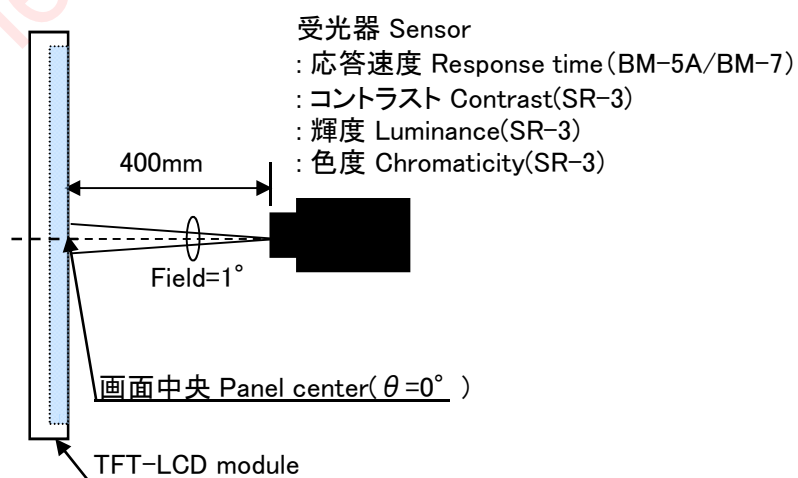 受光器 Sensor
: 応答速度 Response time(BM-5A/BM-7)
: コントラスト Contrast(SR-3)
: 輝度 Luminance(SR-3)
: 色度 Chromaticity(SR-3)
400mm
Field=1°
画面中央 Panel center(θ=0° )
TFT-LCD module